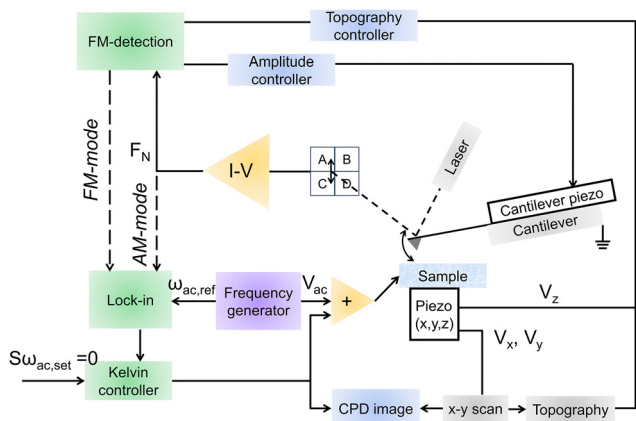 Topography
controller
FM-detection
Amplitude
controller
FM-mode
F_N
AM-mode
I-V
A B
C D
Laser
Cantilever piezo
Cantilever
Sample
Lock-in
ω_ac,ref
Frequency
generator
V_ac
+
Piezo
(x,y,z)
V_z
V_x, V_y
Sω_ac,set =0
Kelvin
controller
CPD image
x-y scan
Topography